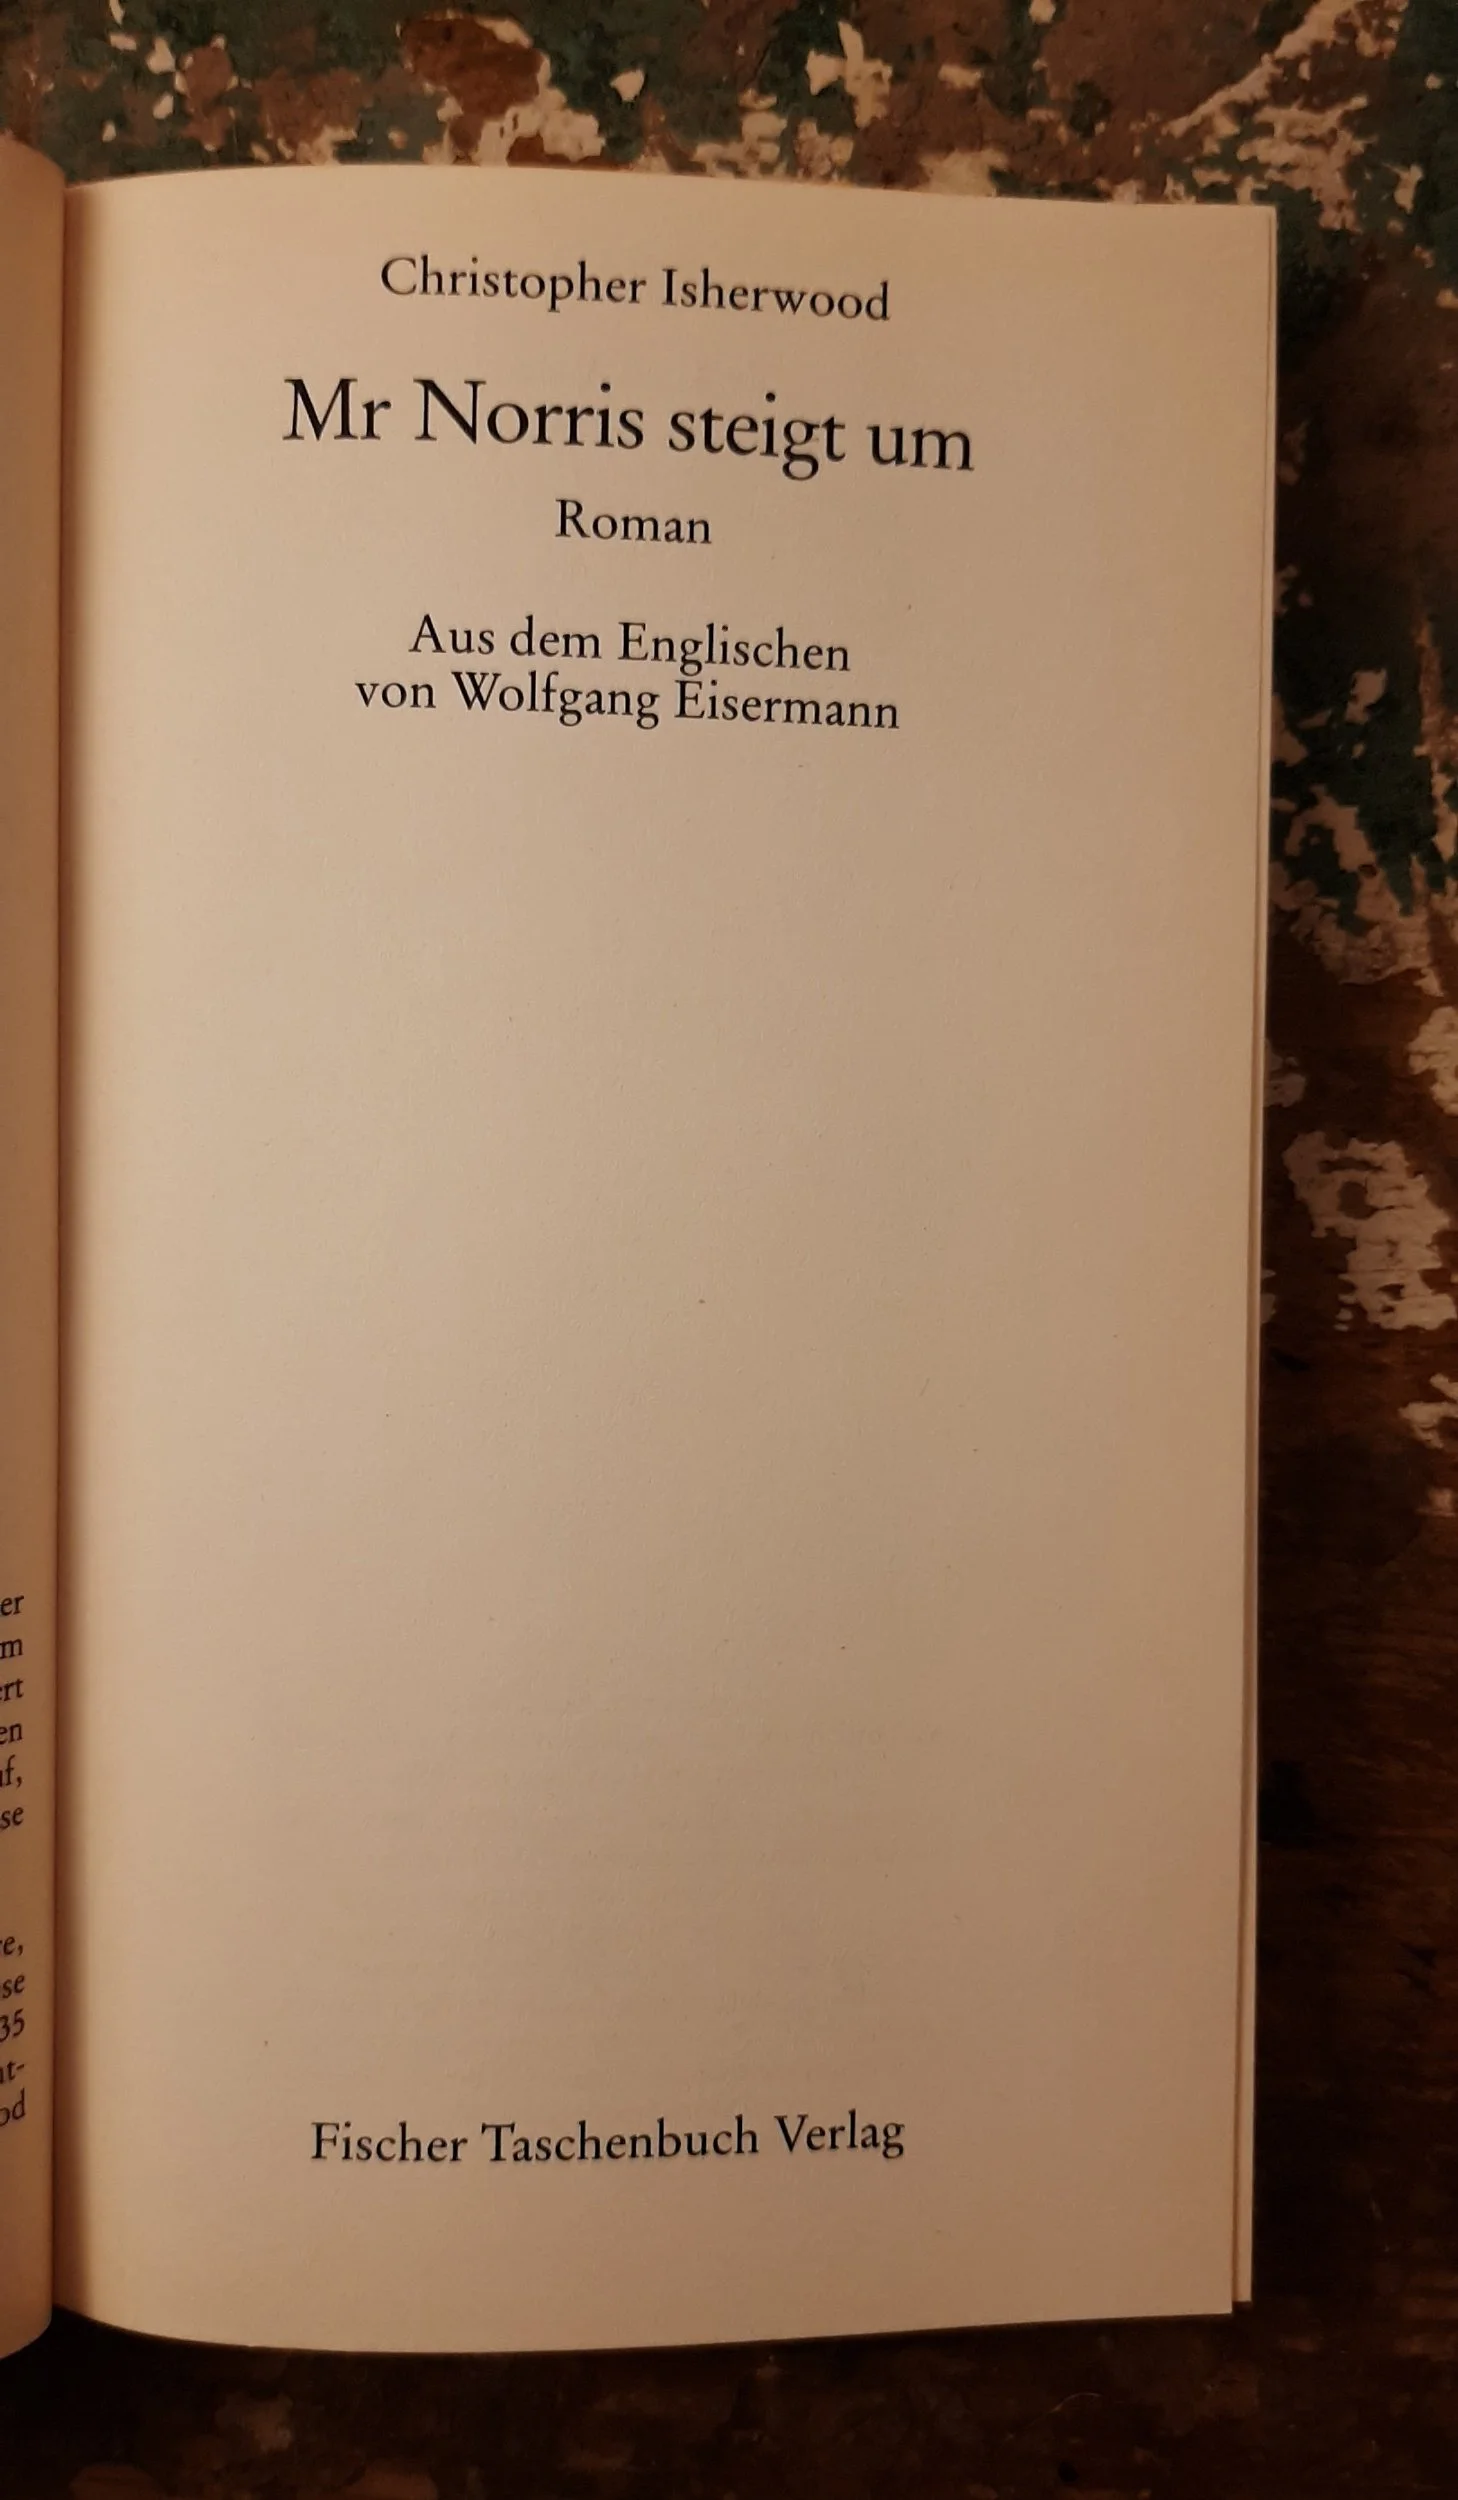 Christopher Isherwood
Mr Norris steigt um
Roman
Aus dem Englischen
von Wolfgang Eisermann
Fischer Taschenbuch Verlag